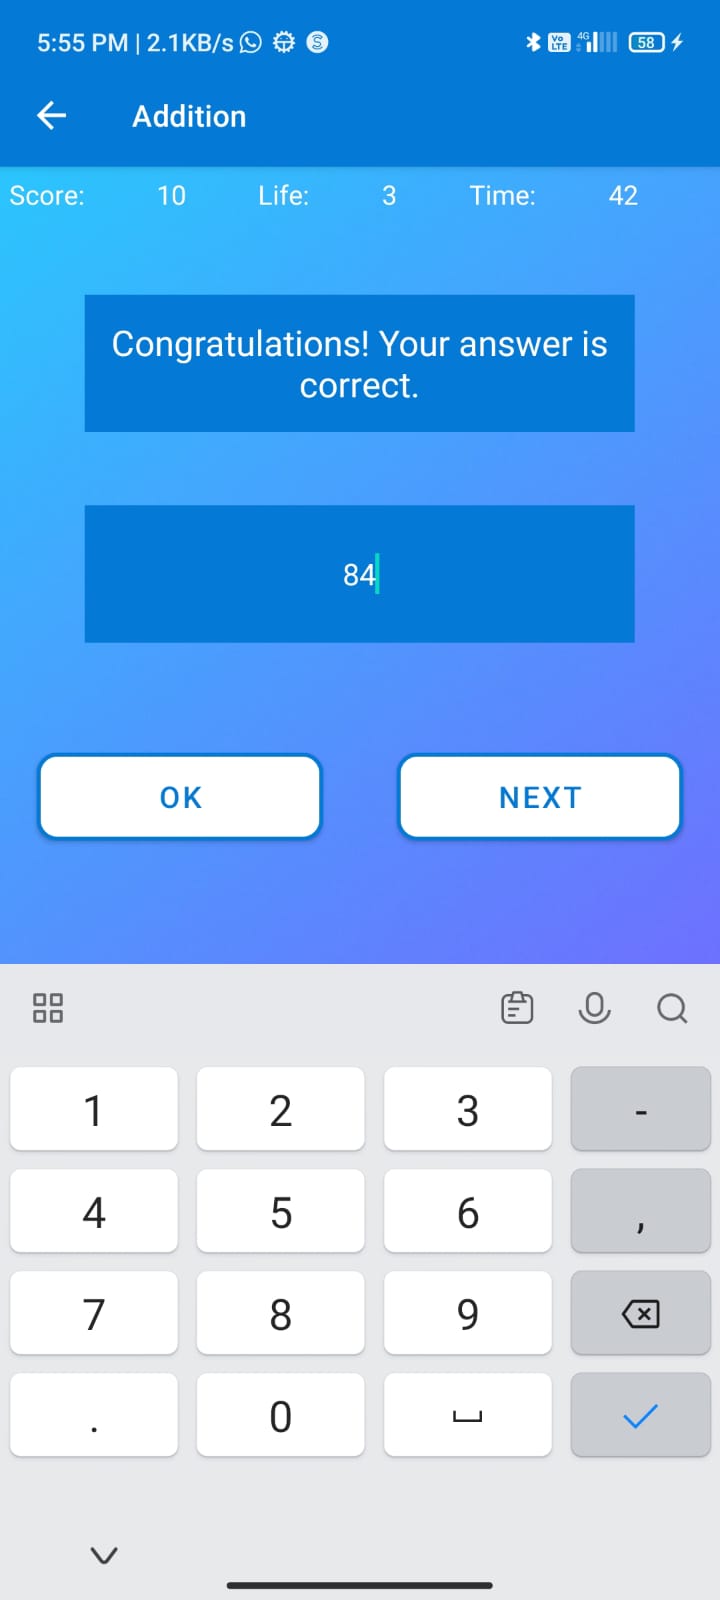 5:55 PM | 2.1KB/s
Vo LTE 4G 58
Addition
Score: 10 Life: 3 Time: 42
Congratulations! Your answer is
correct.
84
OK NEXT
1 2 3 -
4 5 6 ,
7 8 9
. 0